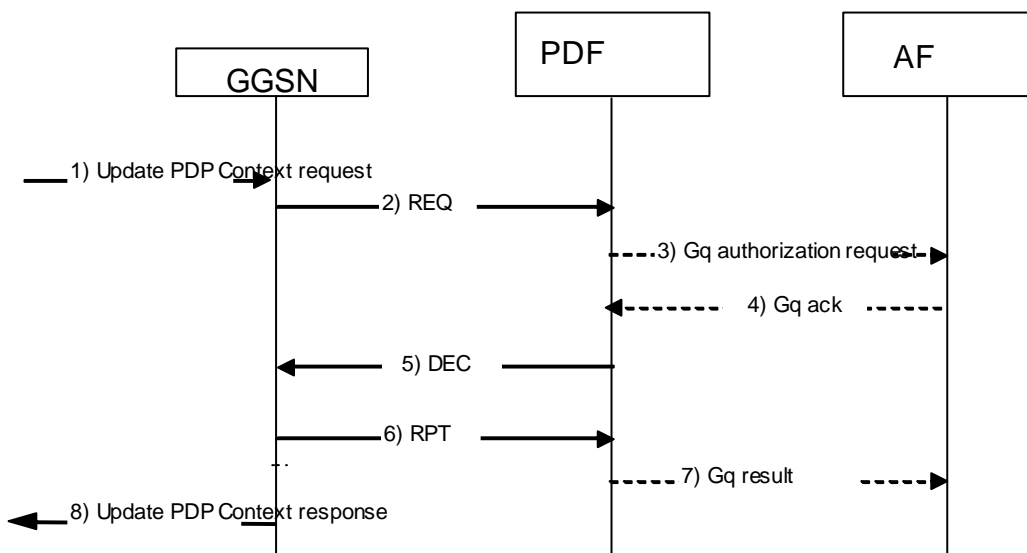 GGSN
PDF
AF
1) Update PDP Context request
2) REQ
3) Gq authorization request
4) Gq ack
5) DEC
6) RPT
7) Gq result
8) Update PDP Context response